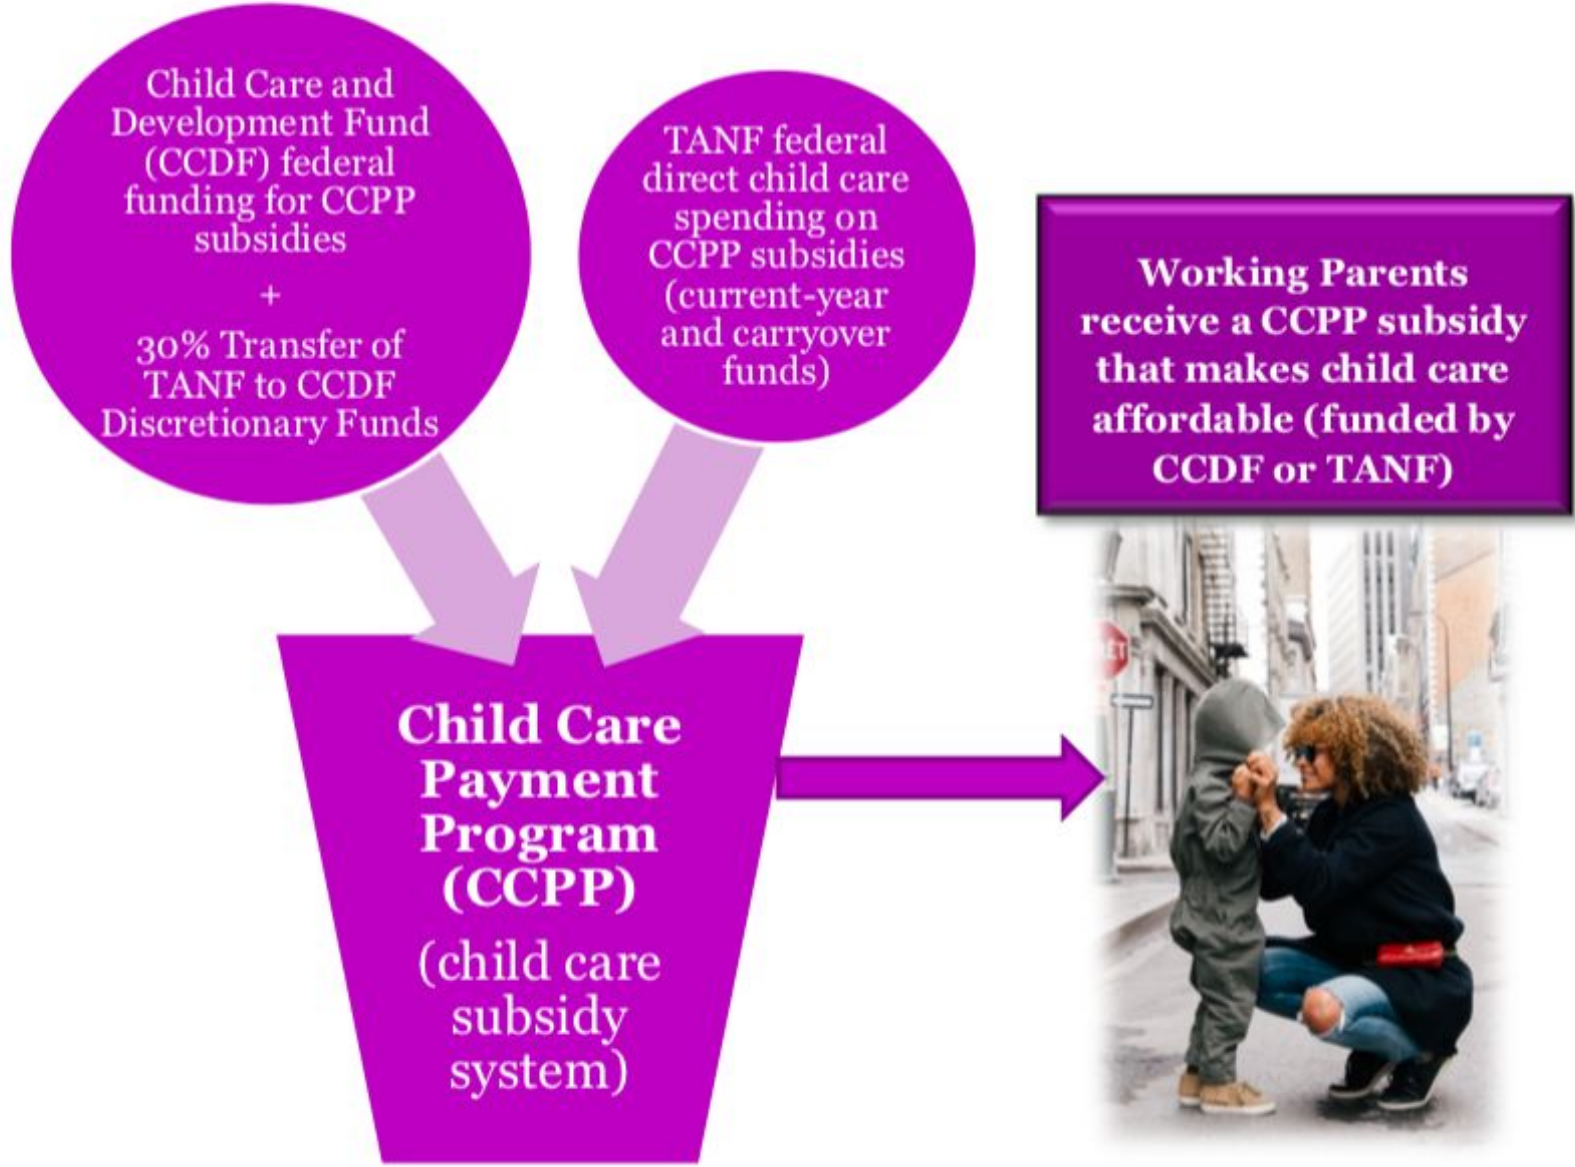 Child Care and
Development Fund
(CCDF) federal
funding for CCPP
subsidies
+
30% Transfer of
TANF to CCDF
Discretionary Funds
TANF federal
direct child care
spending on
CCPP subsidies
(current-year
and carryover
funds)
Working Parents
receive a CCPP subsidy
that makes child care
affordable (funded by
CCDF or TANF)
Child Care
Payment
Program
(CCPP)
(child care
subsidy
system)